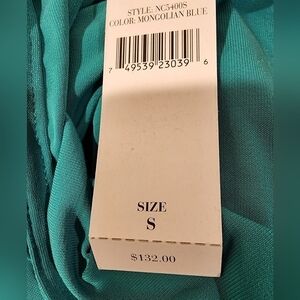 STYLE: NC5400S
COLOR: MONGOLIAN BLUE
7 49539 23039 6
SIZE
S
$132.00